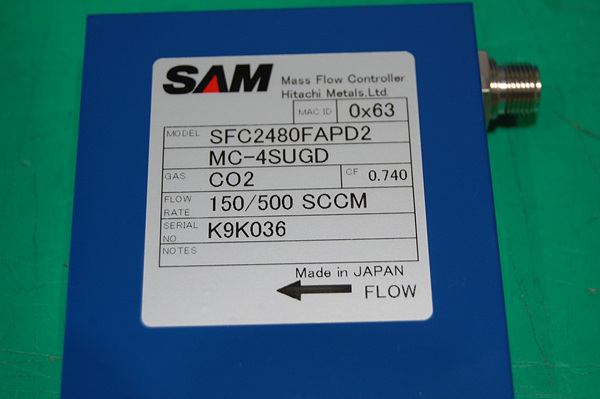 SAM Mass Flow Controller
Hitachi Metals,Ltd.
MAC ID 0x63
MODEL SFC2480FAPD2
MC-4SUGD
GAS CO2 CF 0.740
FLOW RATE 150/500 SCCM
SERIAL NO K9K036
NOTES
Made in JAPAN
FLOW